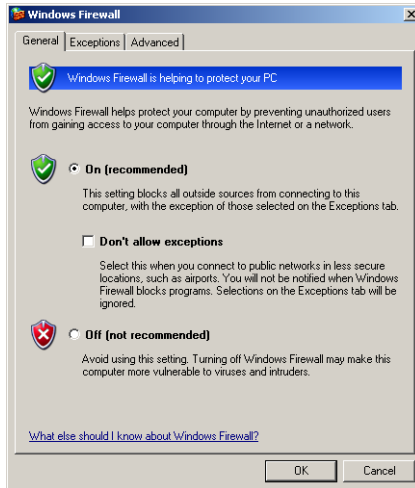 Windows Firewall
General Exceptions Advanced
Windows Firewall is helping to protect your PC
Windows Firewall helps protect your computer by preventing unauthorized users
from gaining access to your computer through the Internet or a network.
On (recommended)
This setting blocks all outside sources from connecting to this
computer, with the exception of those selected on the Exceptions tab.
Don't allow exceptions
Select this when you connect to public networks in less secure
locations, such as airports. You will not be notified when Windows
Firewall blocks programs. Selections on the Exceptions tab will be
ignored.
Off (not recommended)
Avoid using this setting. Turning off Windows Firewall may make this
computer more vulnerable to viruses and intruders.
What else should I know about Windows Firewall?
OK Cancel